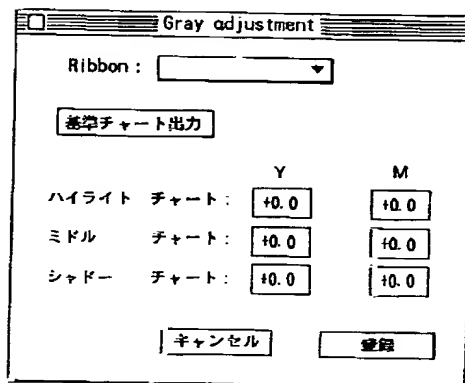 Gray adjustment
Ribbon :
基準チャート出力
Y M
ハイライト チャート : +0.0 +0.0
ミドル チャート : +0.0 +0.0
シャドー チャート : +0.0 +0.0
キャンセル 登録